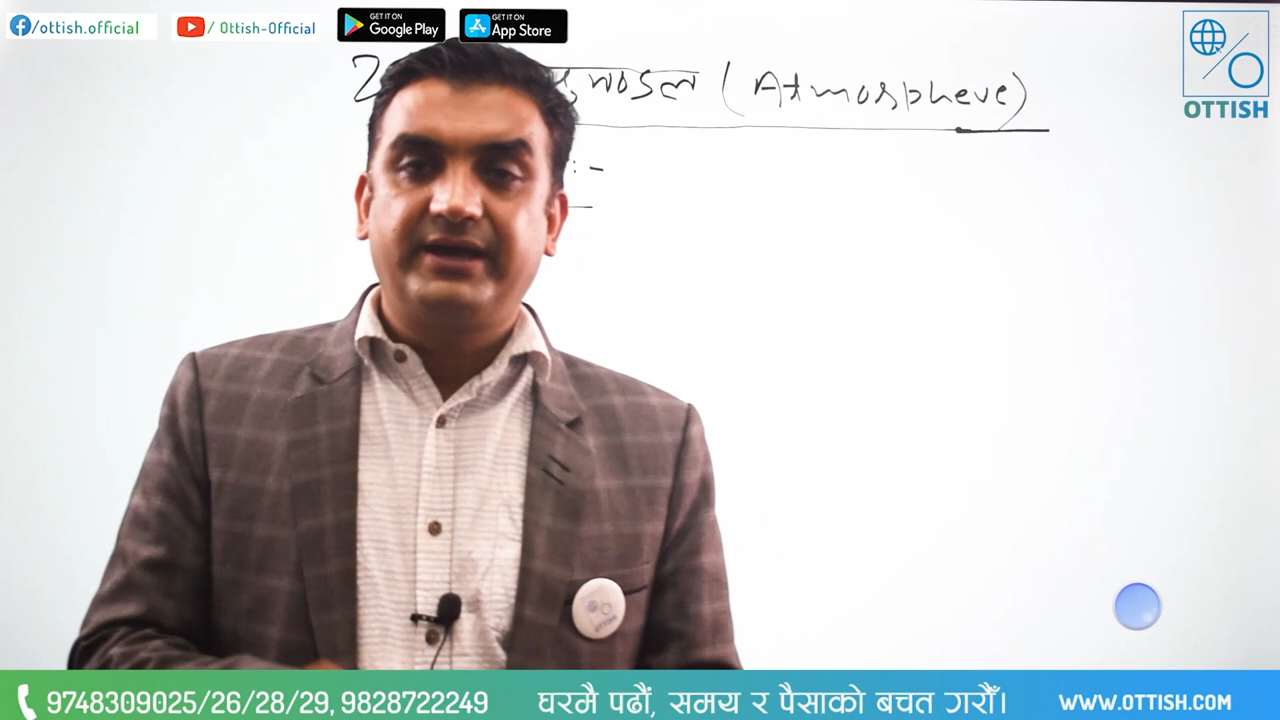 /ottish.official
/ Ottish-Official
GET IT ON
Google Play
GET IT ON
App Store
OTTISH
(Atmosphere)
: -
9748309025/26/28/29, 9828722249
घरमै पढौं, समय र पैसाको बचत गरौँ।
WWW.OTTISH.COM